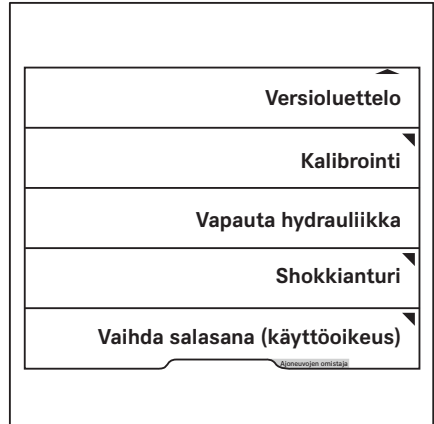 Versioluettelo
Kalibrointi
Vapauta hydrauliikka
Shokkianturi
Vaihda salasana (käyttöoikeus)
Ajoneuvojen omistaja